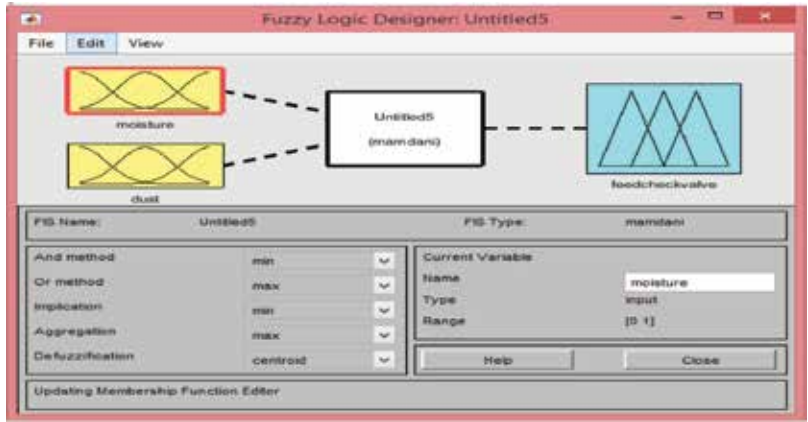 Fuzzy Logic Designer: Untitled5
File Edit View
moisture
dust
Untitled5
(mamdani)
feedcheckvalve
FIS Name: Untitled5 FIS Type: mamdani
And method min
Or method max
Implication min
Aggregation max
Defuzzification centroid
Current Variable
Name moisture
Type input
Range [0 1]
Help Close
Updating Membership Function Editor